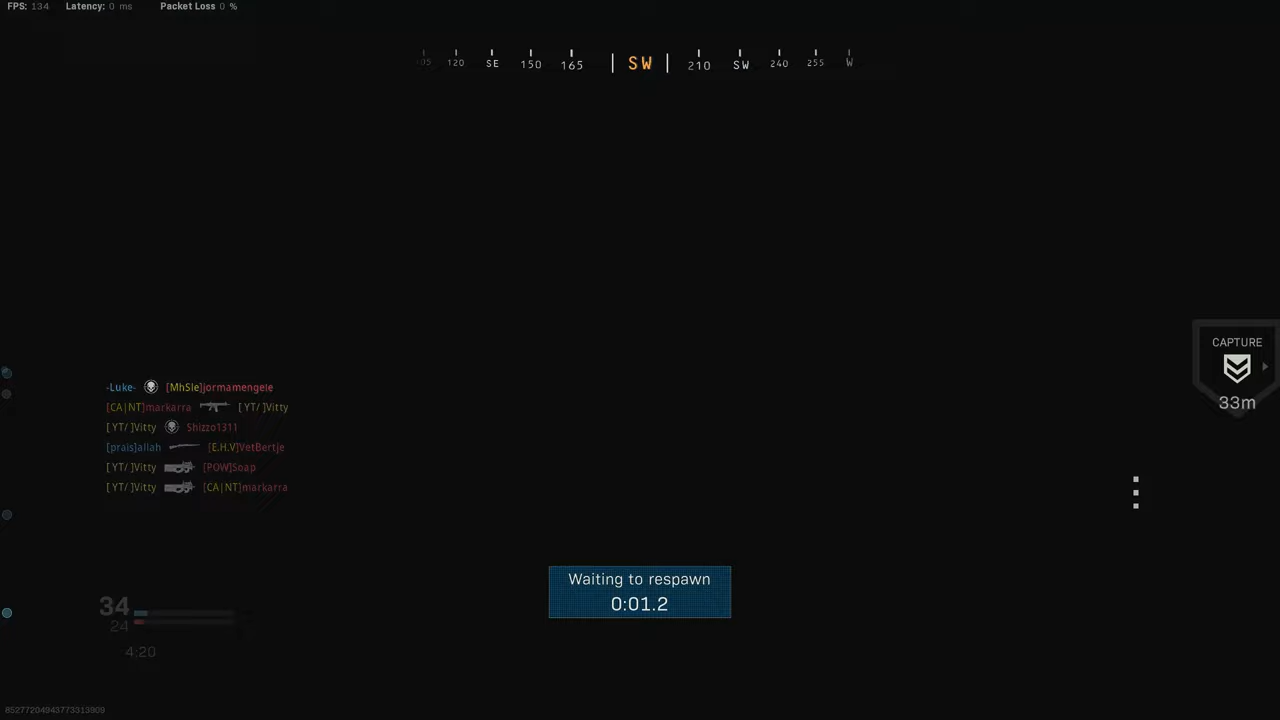 FPS: 134 Latency: 0 ms Packet Loss 0 %
105 120 SE 150 165 SW 210 SW 240 255 W
CAPTURE
33m
-Luke- [MhSle]jormamengele
[CA|NT]markarra [ YT/ ]Vitty
[ YT/ ]Vitty Shizzo1311
[prais]allah [E.H.V]VetBertje
[ YT/ ]Vitty [POW]Soap
[ YT/ ]Vitty [CA|NT]markarra
Waiting to respawn
0:01.2
34
24
4:20
85277204943773313909